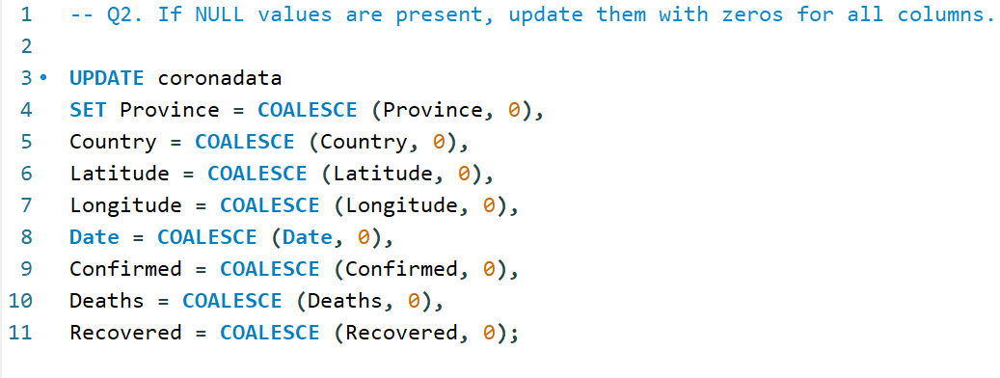 1 -- Q2. If NULL values are present, update them with zeros for all columns.
2
3 • UPDATE coronadata
4 SET Province = COALESCE (Province, 0),
5 Country = COALESCE (Country, 0),
6 Latitude = COALESCE (Latitude, 0),
7 Longitude = COALESCE (Longitude, 0),
8 Date = COALESCE (Date, 0),
9 Confirmed = COALESCE (Confirmed, 0),
10 Deaths = COALESCE (Deaths, 0),
11 Recovered = COALESCE (Recovered, 0);